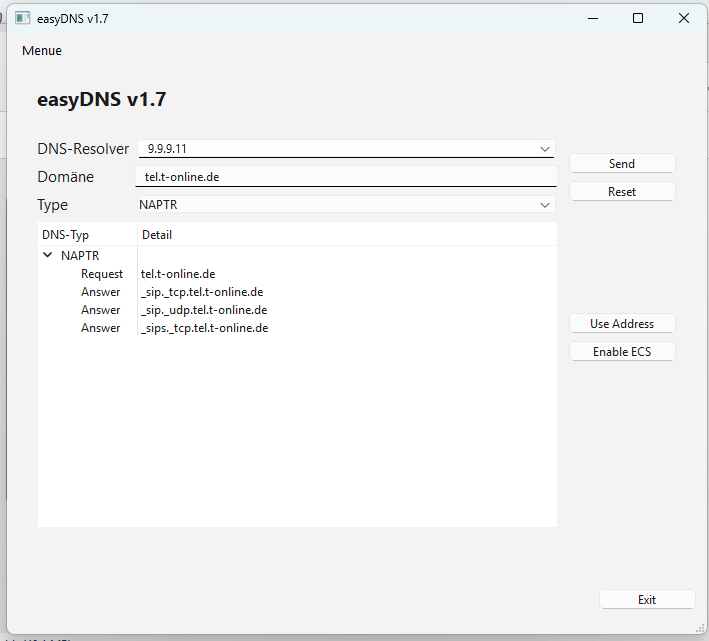 easyDNS v1.7
Menue
easyDNS v1.7
DNS-Resolver 9.9.9.11
Domäne tel.t-online.de
Send
Type NAPTR
Reset
DNS-Typ Detail
NAPTR
Request tel.t-online.de
Answer _sip._tcp.tel.t-online.de
Answer _sip._udp.tel.t-online.de
Answer _sips._tcp.tel.t-online.de
Use Address
Enable ECS
Exit